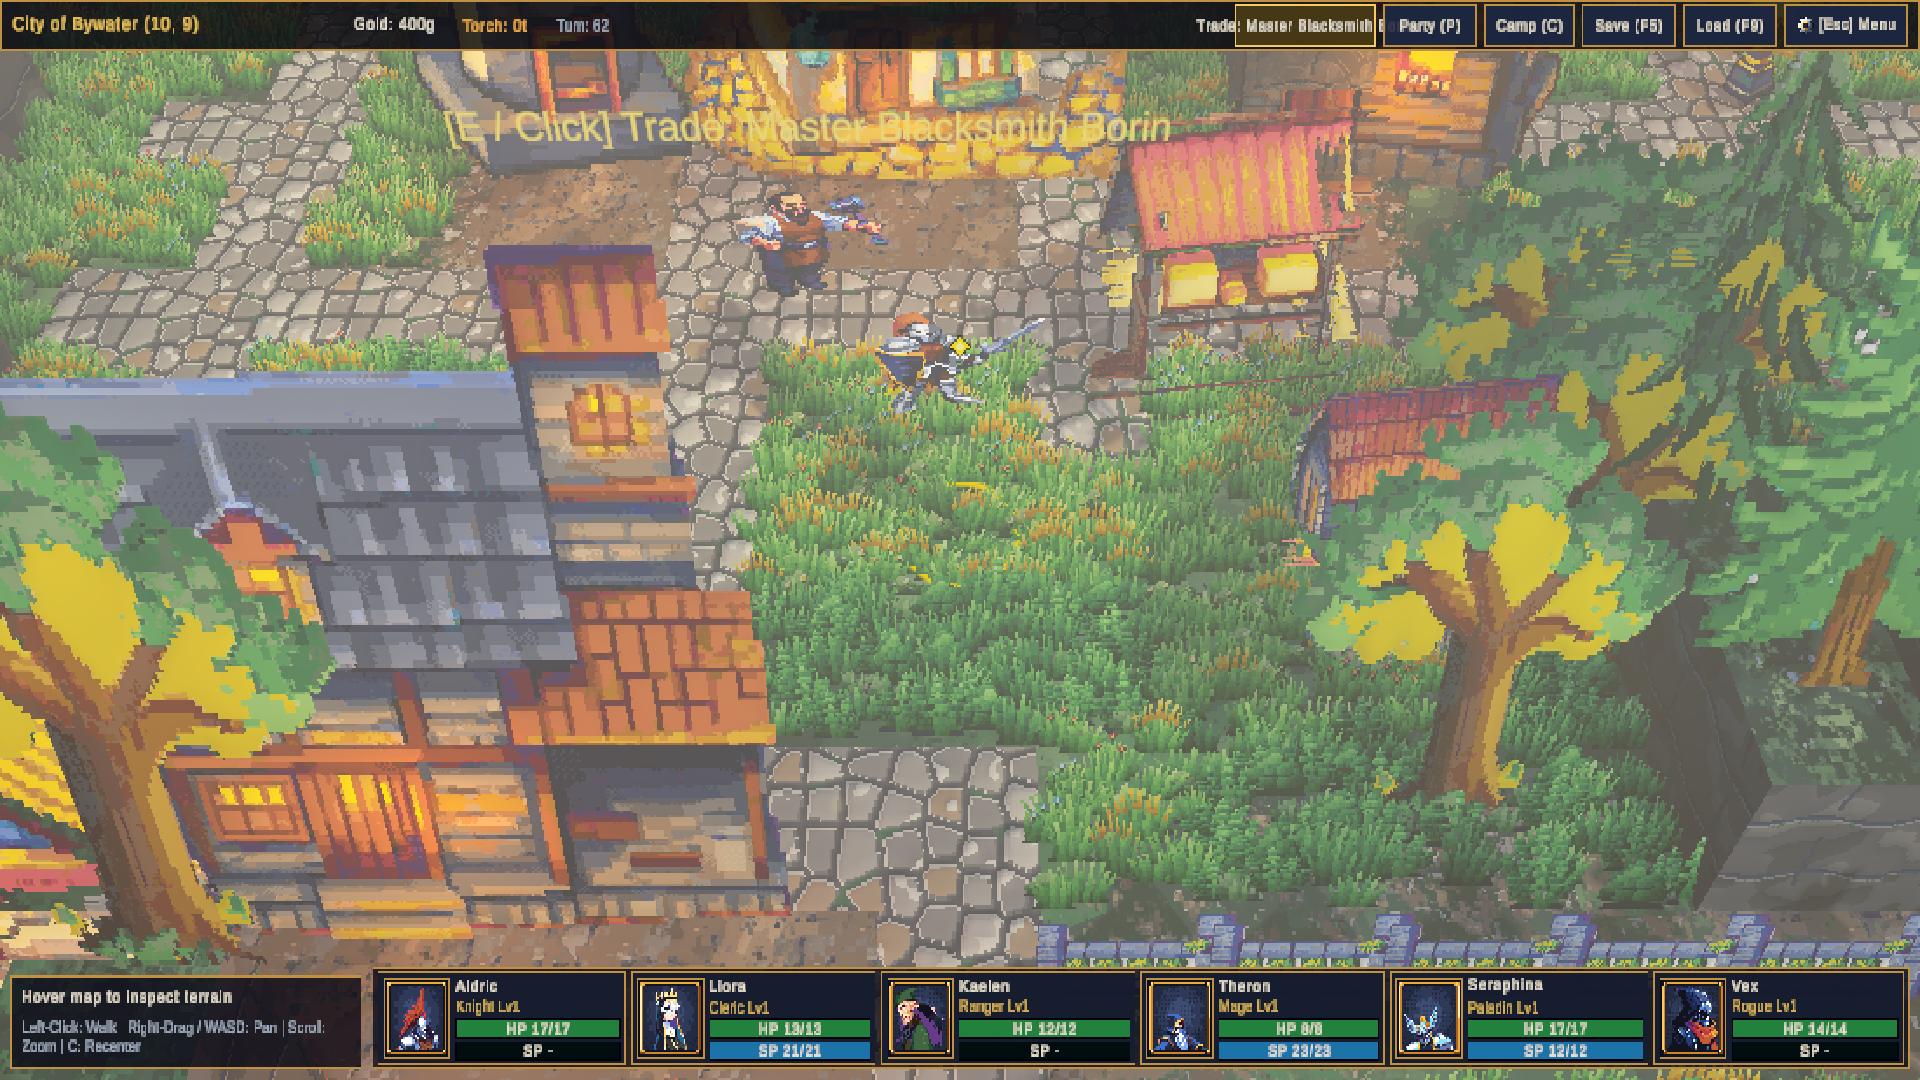 City of Bywater (10, 9)
Gold: 400g
Torch: 0t
Turn: 62
Trade: Master Blacksmith B
Party (P)
Camp (C)
Save (F5)
Load (F9)
[Esc] Menu
[E / Click] Trade: Master Blacksmith Borin
Hover map to inspect terrain
Left-Click: Walk Right-Drag / WASD: Pan | Scroll:
Zoom | C: Recenter
Aldric
Knight Lv1
HP 17/17
SP -
Liora
Cleric Lv1
HP 13/13
SP 21/21
Kaelen
Ranger Lv1
HP 12/12
SP -
Theron
Mage Lv1
HP 8/8
SP 23/23
Seraphina
Paladin Lv1
HP 17/17
SP 12/12
Vex
Rogue Lv1
HP 14/14
SP -